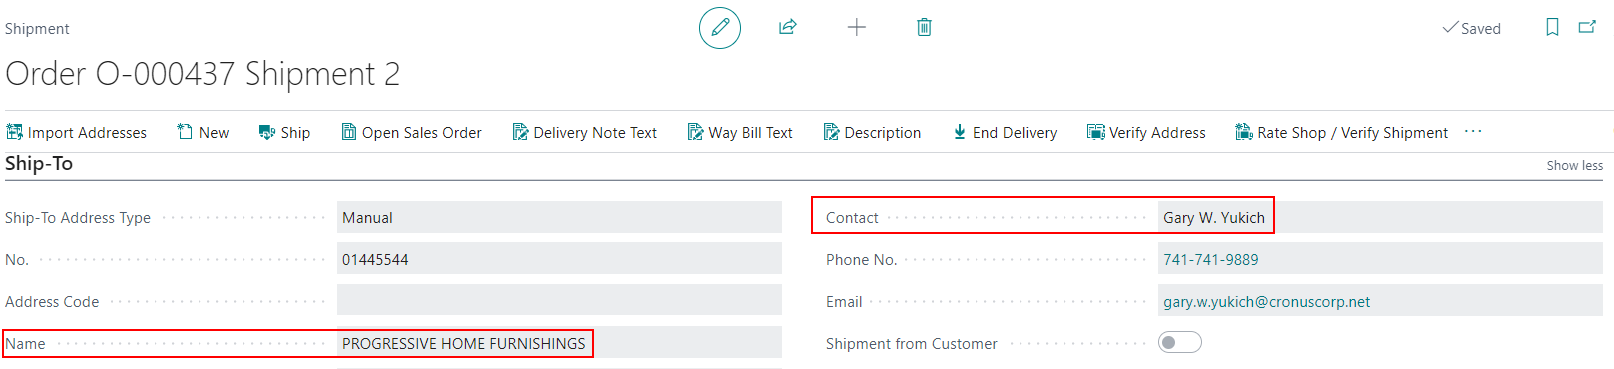 Shipment
Saved
Order O-000437 Shipment 2
Import Addresses New Ship Open Sales Order Delivery Note Text Way Bill Text Description End Delivery Verify Address Rate Shop / Verify Shipment ...
Ship-To
Show less
Ship-To Address Type Manual
Contact Gary W. Yukich
No. 01445544
Phone No. 741-741-9889
Address Code
Email gary.w.yukich@cronuscorp.net
Name PROGRESSIVE HOME FURNISHINGS
Shipment from Customer